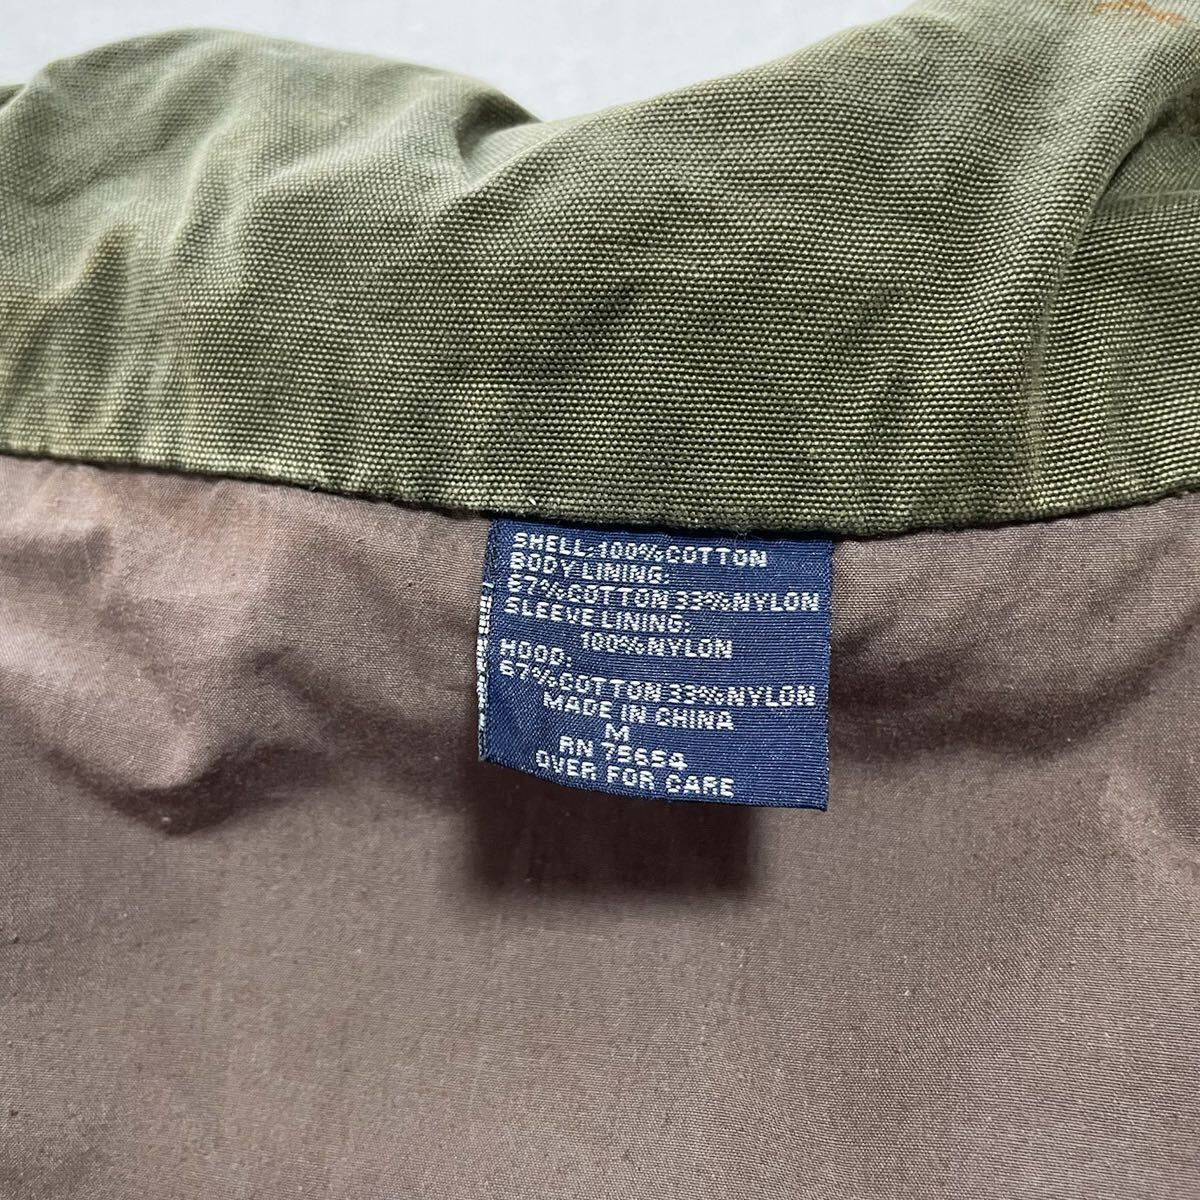 SHELL:100%COTTON
BODY LINING:
67%COTTON 33%NYLON
SLEEVE LINING:
100%NYLON
HOOD:
67%COTTON 33%NYLON
MADE IN CHINA
M
RN 75654
OVER FOR CARE